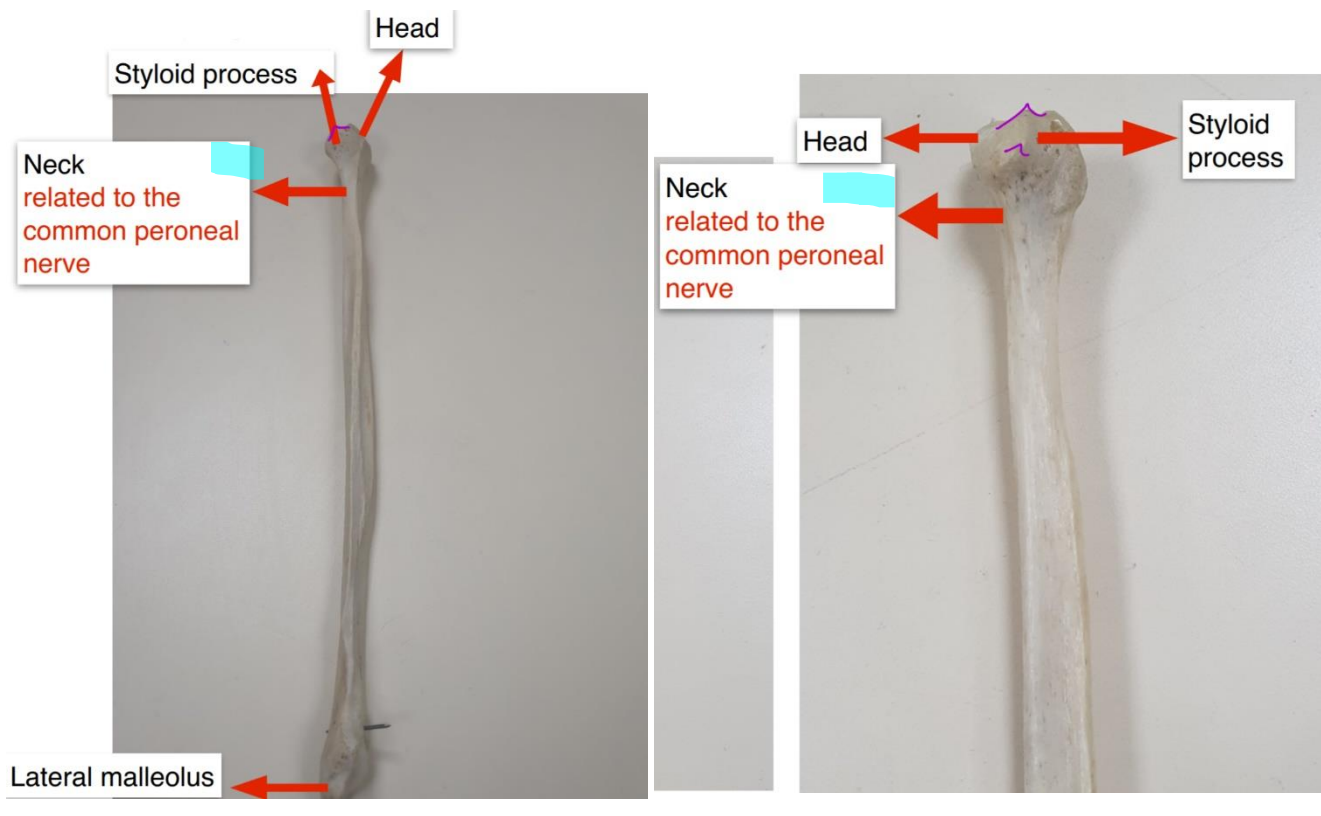 Head
Styloid process
Neck
related to the
common peroneal
nerve
Lateral malleolus
Head
Styloid
process
Neck
related to the
common peroneal
nerve